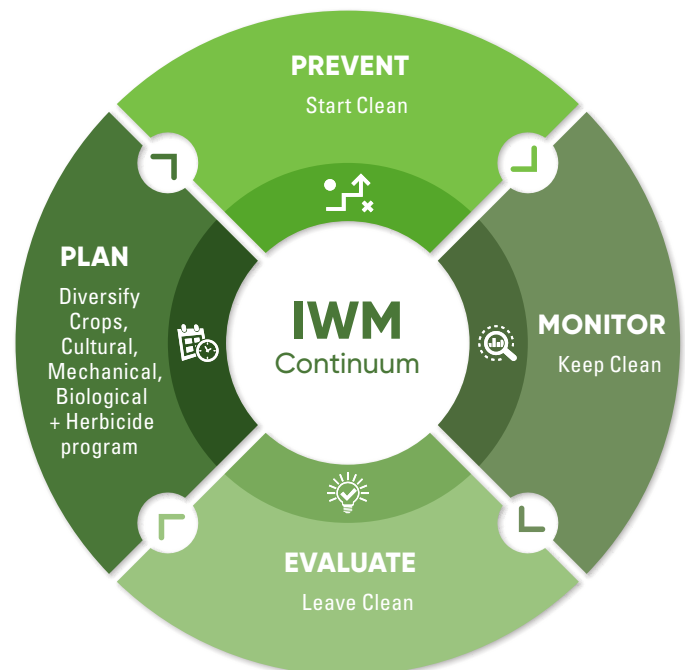 PREVENT
Start Clean
PLAN
Diversify
Crops,
Cultural,
Mechanical,
Biological
+ Herbicide
program
IWM
Continuum
MONITOR
Keep Clean
EVALUATE
Leave Clean